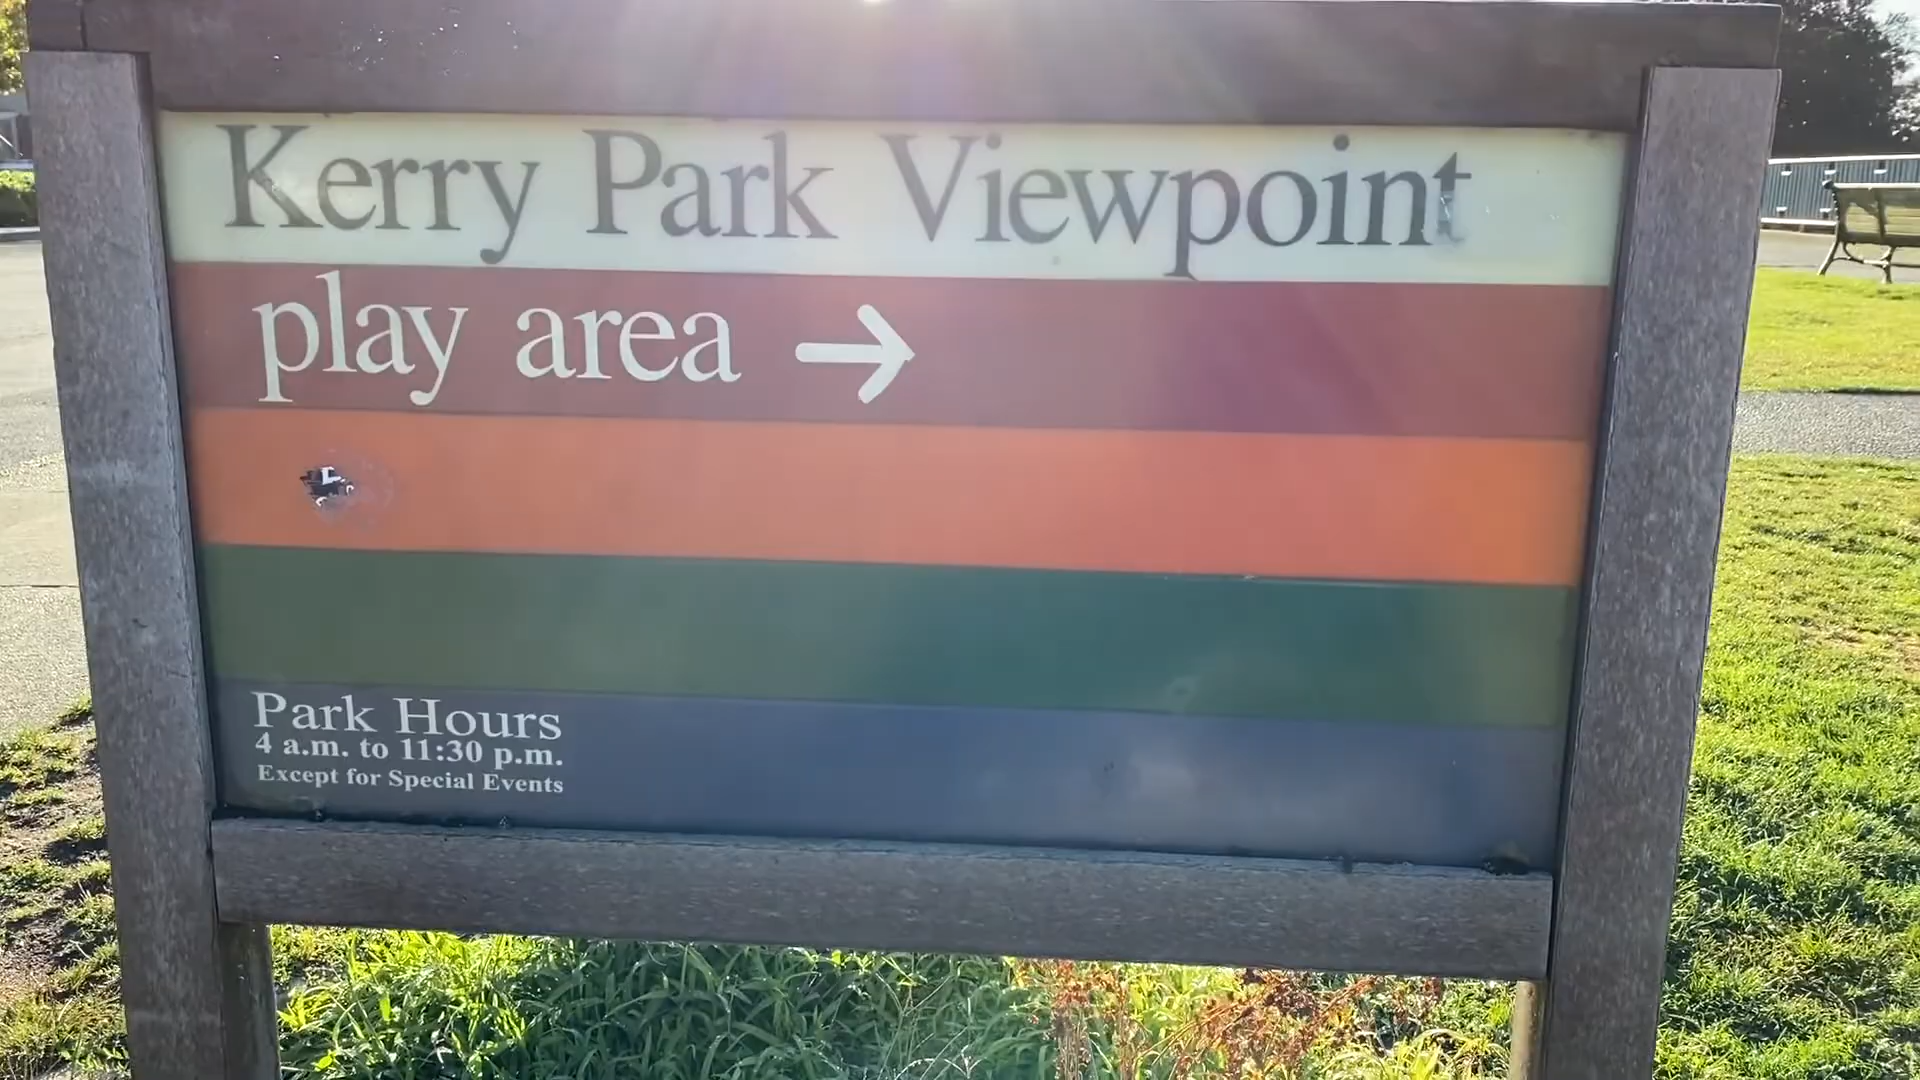 Kerry Park Viewpoint
play area →
Park Hours
4 a.m. to 11:30 p.m.
Except for Special Events